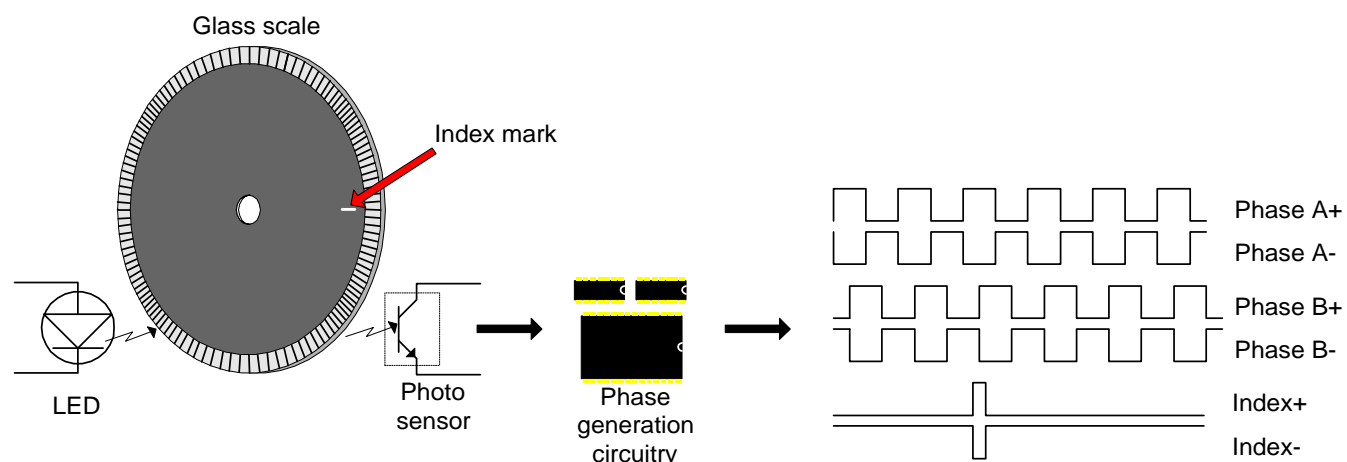 Glass scale
Index mark
LED
Photo
sensor
Phase
generation
circuitry
Phase A+
Phase A-
Phase B+
Phase B-
Index+
Index-